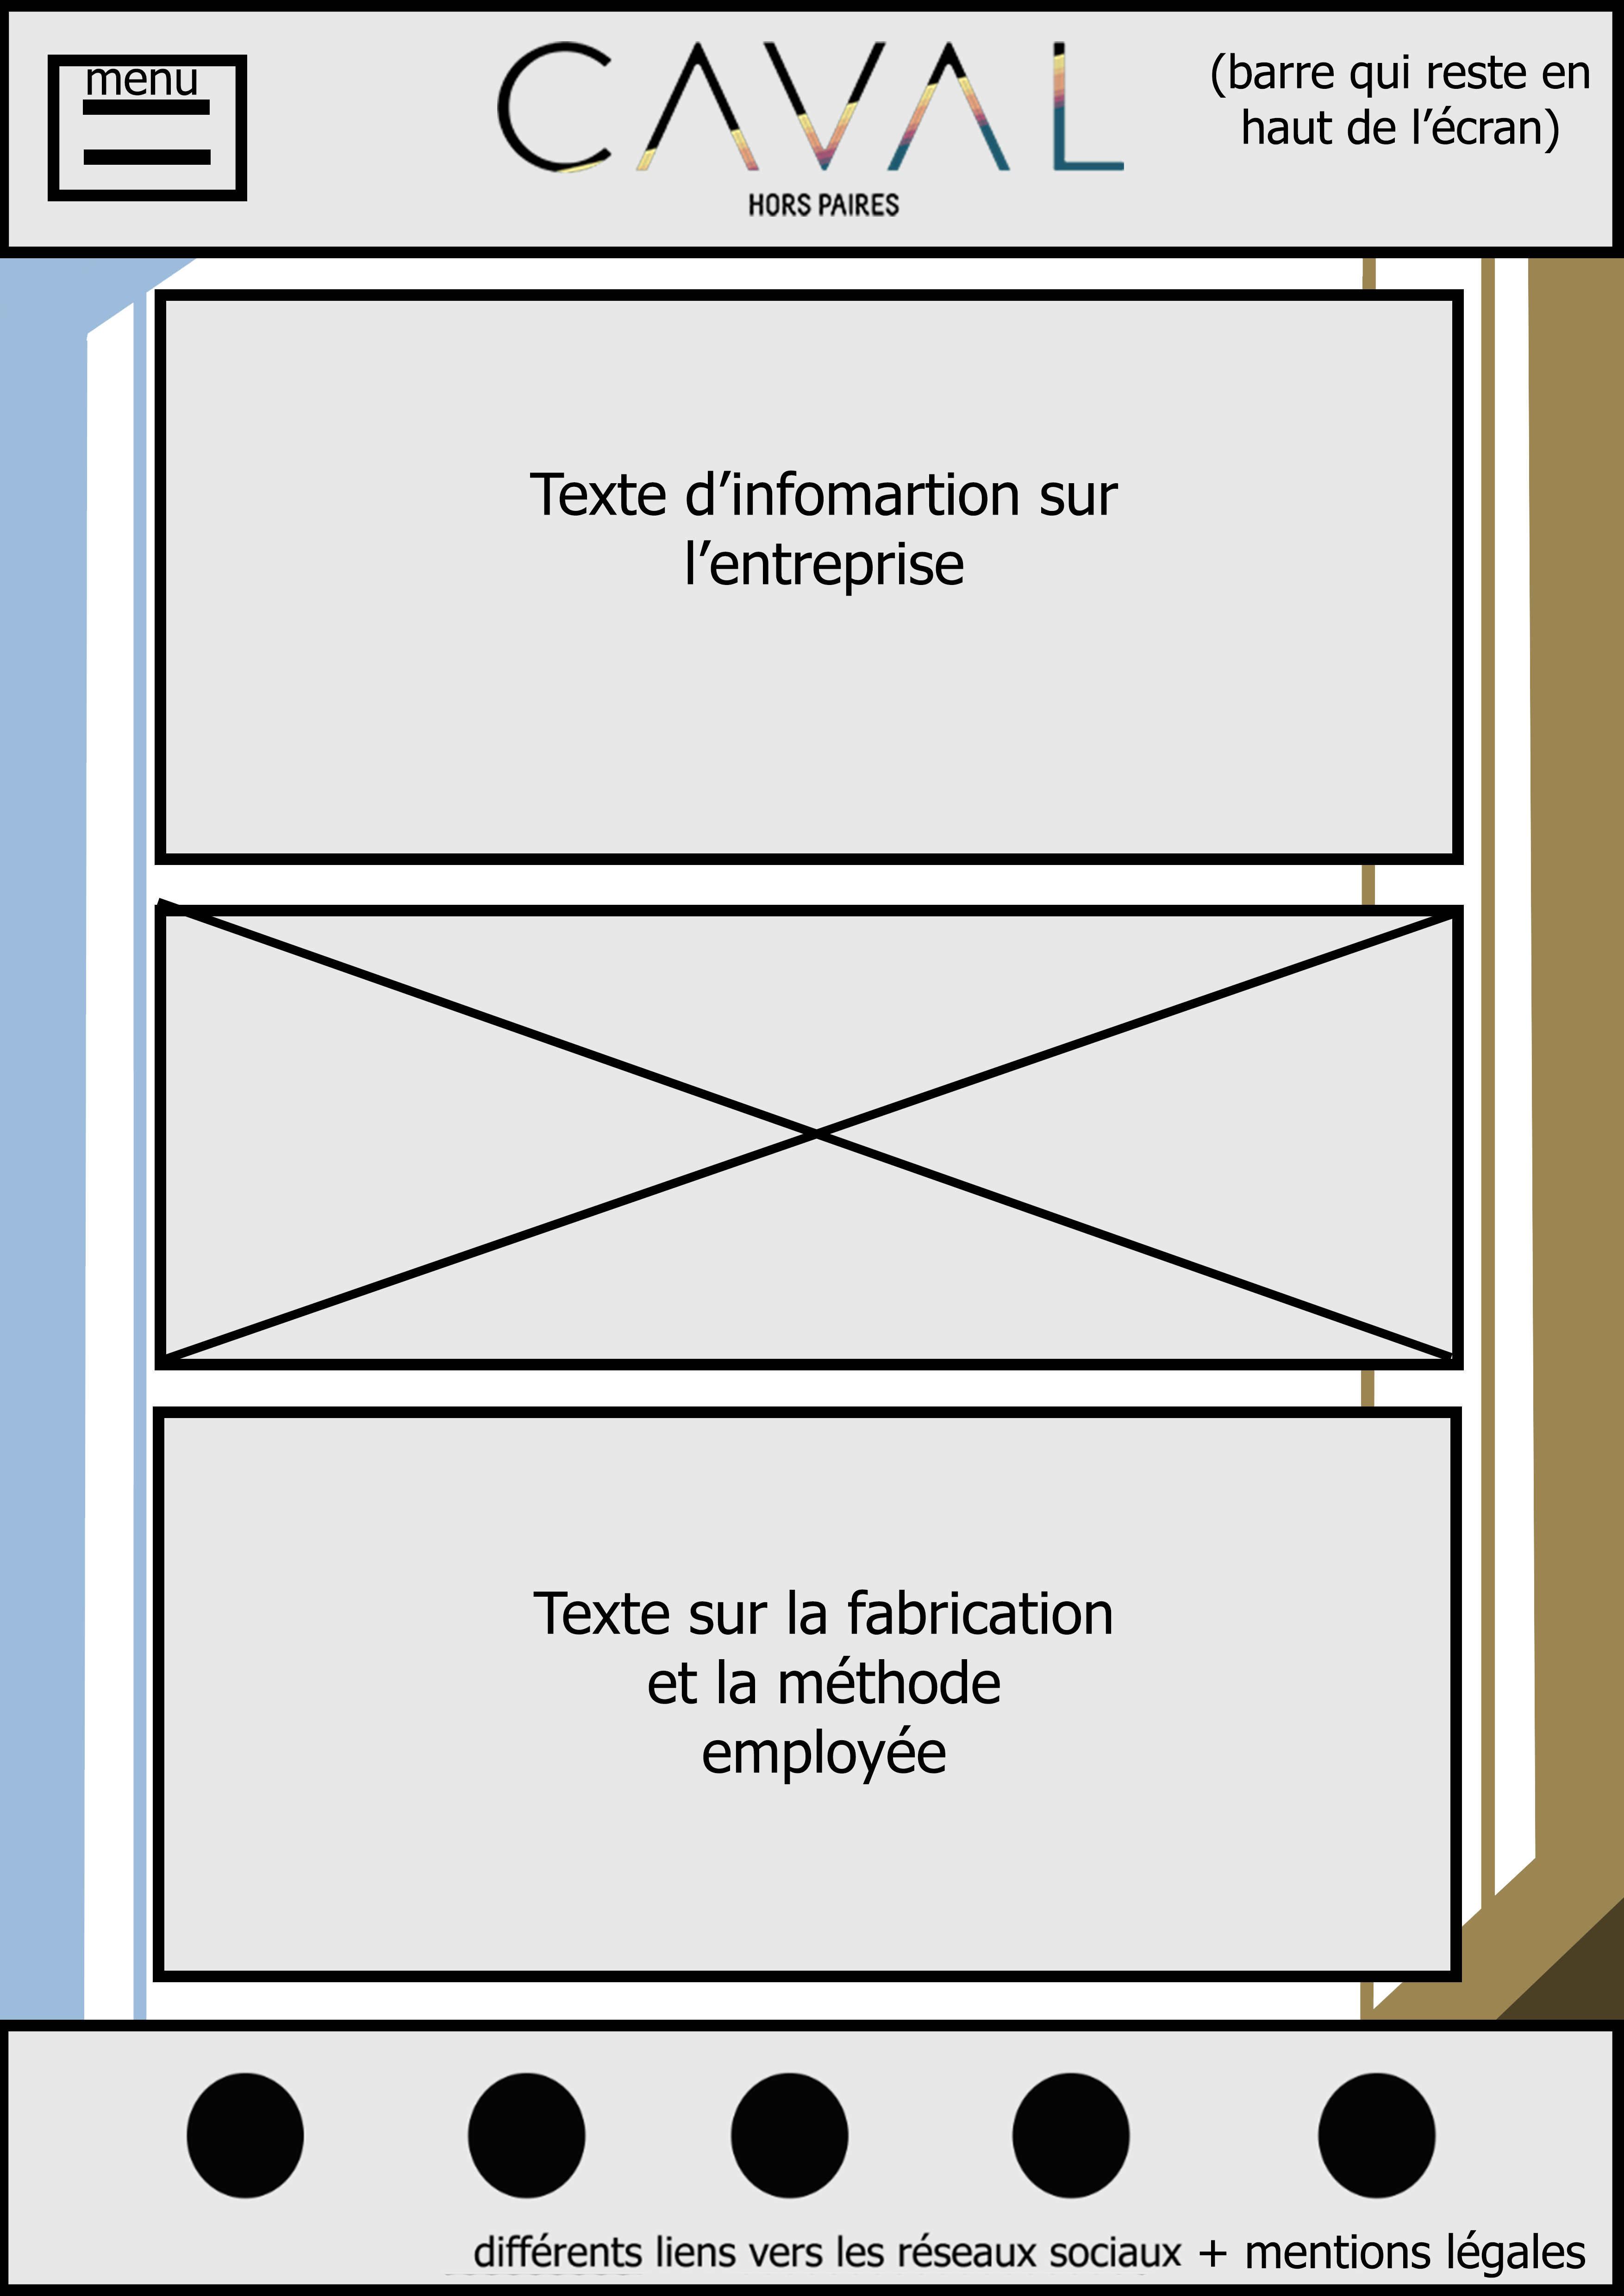 menu
CAVAL
HORS PAIRES
(barre qui reste en
haut de l’écran)
Texte d’infomartion sur
l’entreprise
Texte sur la fabrication
et la méthode
employée
différents liens vers les réseaux sociaux + mentions légales